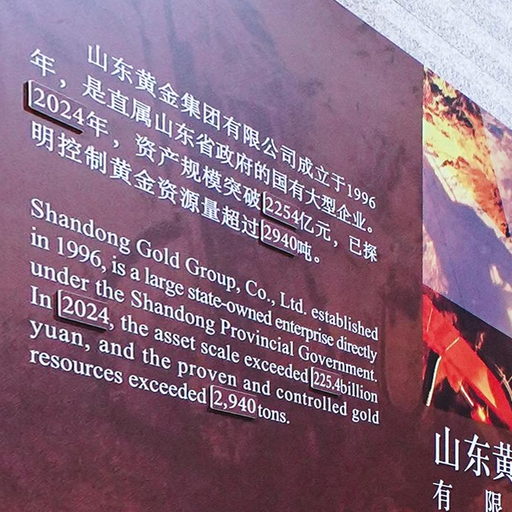 山东黄金集团有限公司成立于1996
年，是直属山东省政府的国有大型企业。
2024年，资产规模突破2254亿元，已探
明控制黄金资源量超过2940吨。
Shandong Gold Group, Co., Ltd. established
in 1996, is a large state-owned enterprise directly
under the Shandong Provincial Government.
In 2024, the asset scale exceeded 225.4billion
yuan, and the proven and controlled gold
resources exceeded 2,940tons.
山东黄
有限